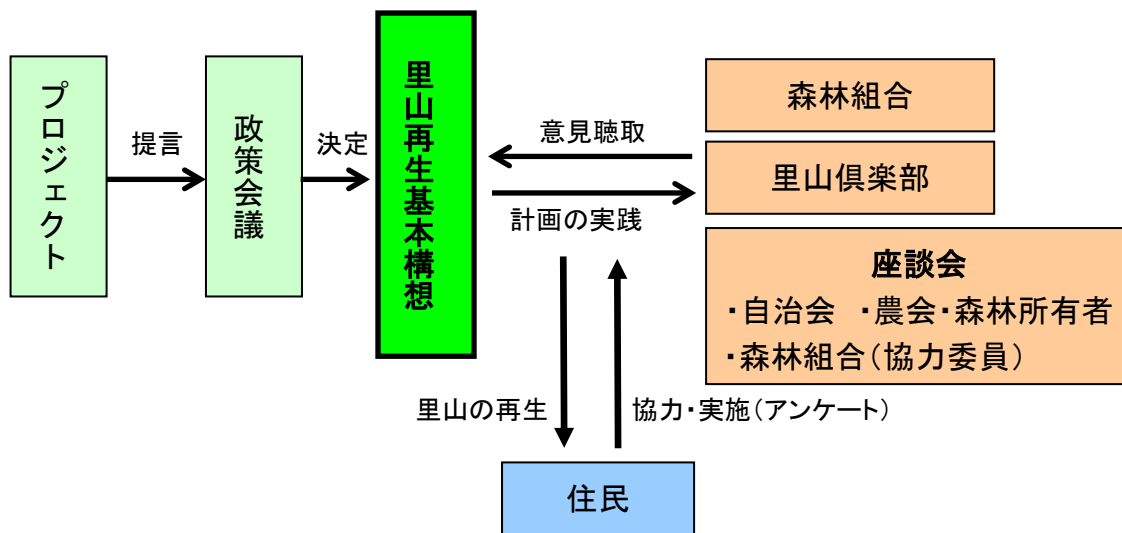 プロジェクト
提言
政策会議
決定
里山再生基本構想
意見聴取
計画の実践
森林組合
里山倶楽部
座談会
・自治会　・農会・森林所有者
・森林組合（協力委員）
里山の再生
協力・実施（アンケート）
住民